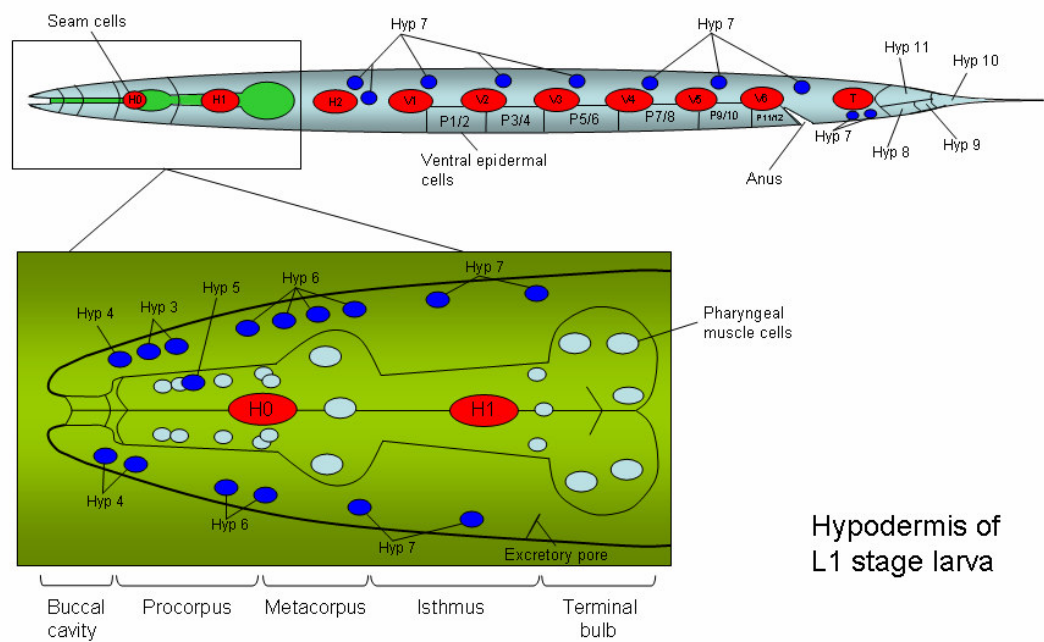 Seam cells
Hyp 7
Hyp 7
Hyp 11
Hyp 10
H0
H1
H2
V1
V2
V3
V4
V5
V6
T
P1/2
P3/4
P5/6
P7/8
P9/10
P11/12
Hyp 7
Hyp 8
Hyp 9
Ventral epidermal
cells
Anus
Hyp 4
Hyp 3
Hyp 5
Hyp 6
Hyp 7
Pharyngeal
muscle cells
H0
H1
Hyp 4
Hyp 6
Hyp 7
Excretory pore
Hypodermis of
L1 stage larva
Buccal
cavity
Procorpus
Metacorpus
Isthmus
Terminal
bulb